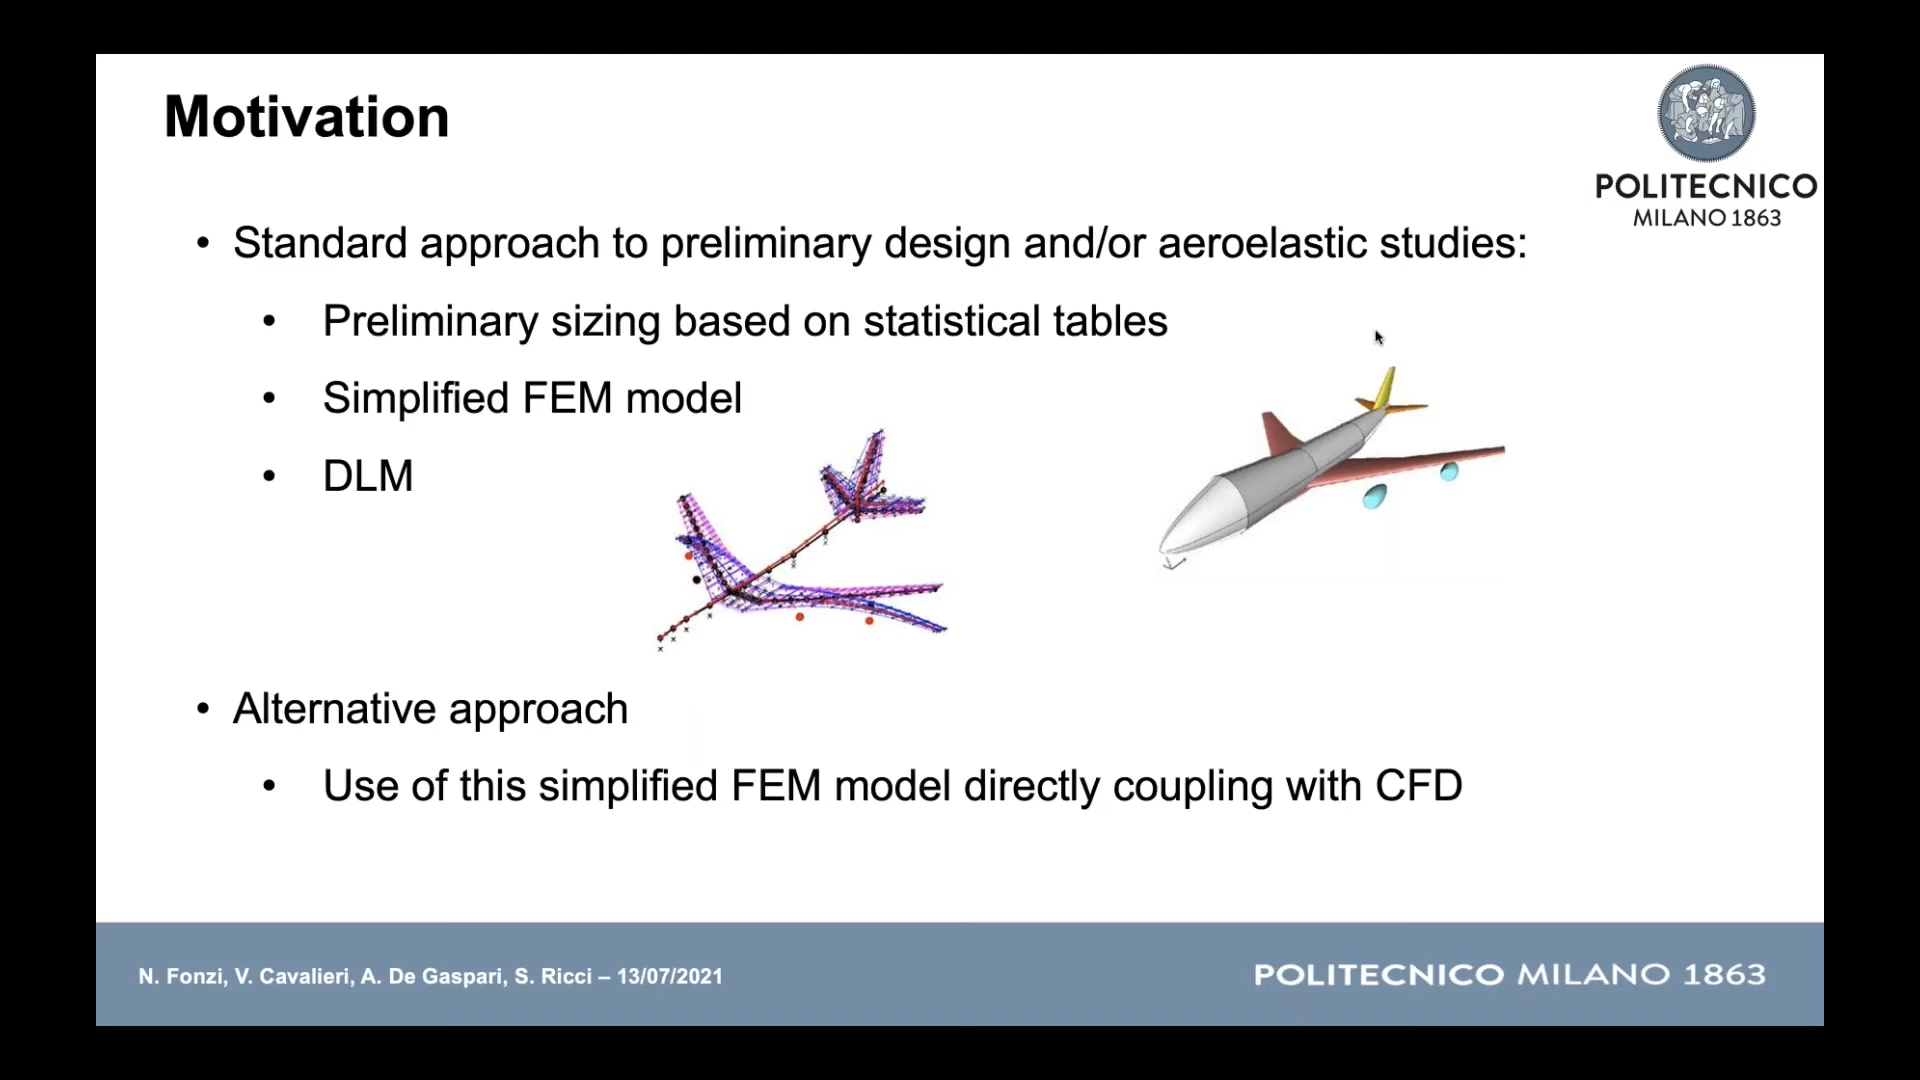 Motivation
POLITECNICO
MILANO 1863
• Standard approach to preliminary design and/or aeroelastic studies:
• Preliminary sizing based on statistical tables
• Simplified FEM model
• DLM
• Alternative approach
• Use of this simplified FEM model directly coupling with CFD
N. Fonzi, V. Cavalieri, A. De Gaspari, S. Ricci – 13/07/2021
POLITECNICO MILANO 1863